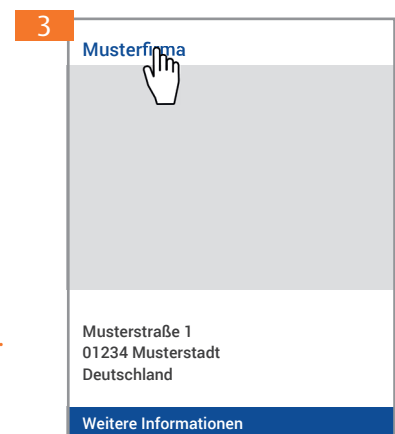 3
Musterfirma
Musterstraße 1
01234 Musterstadt
Deutschland
Weitere Informationen